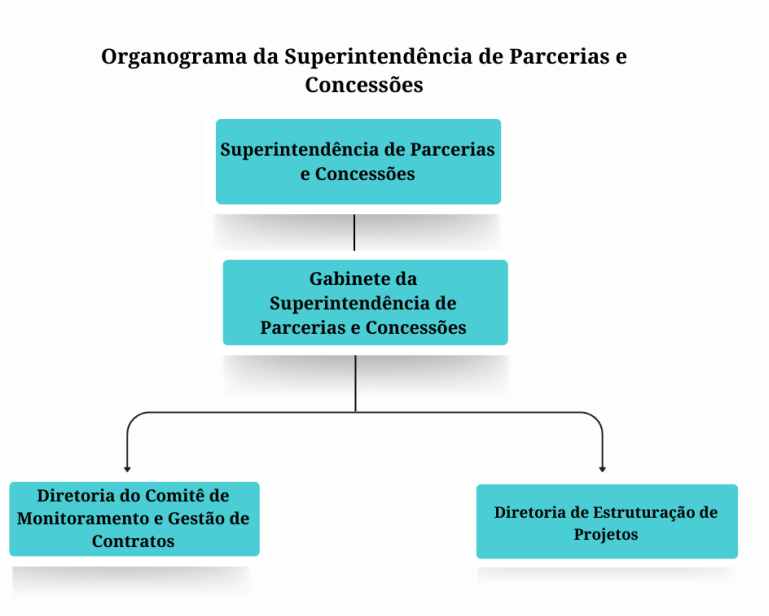 Organograma da Superintendência de Parcerias e
Concessões
Superintendência de Parcerias
e Concessões
Gabinete da
Superintendência de
Parcerias e Concessões
Diretoria do Comitê de
Monitoramento e Gestão de
Contratos
Diretoria de Estruturação de
Projetos